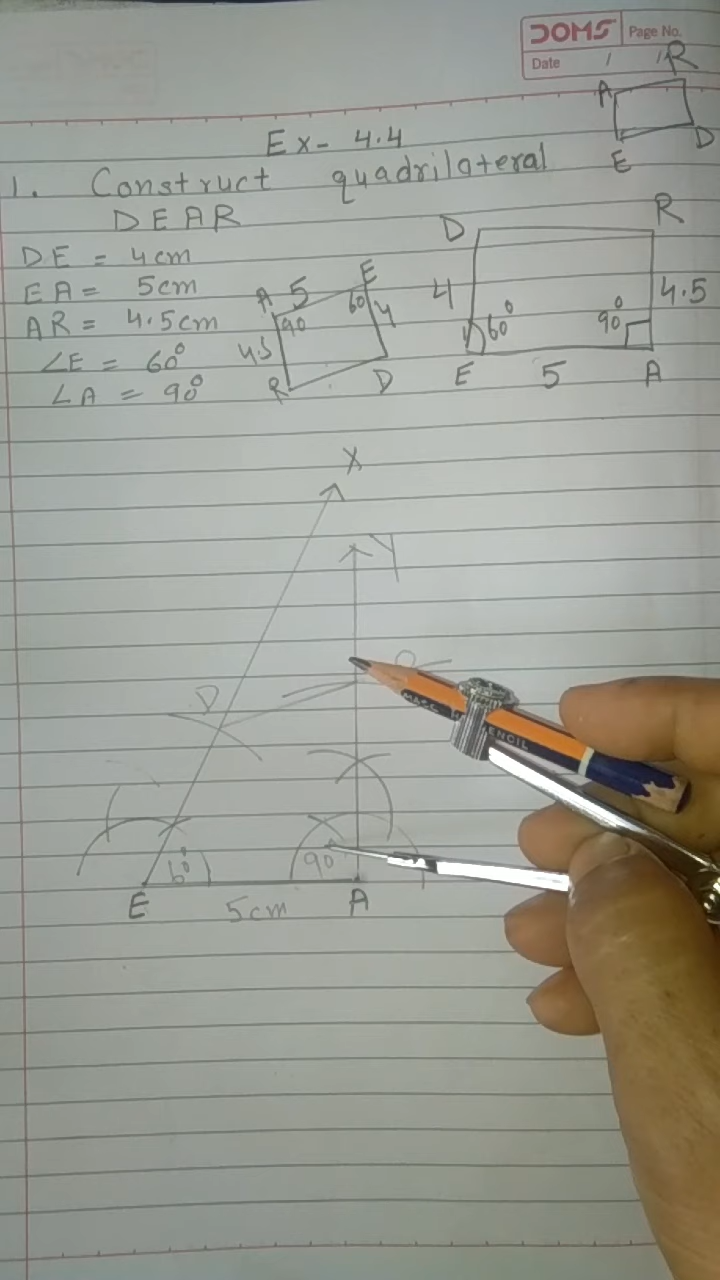 DOMS Page No.
Date / /
R
A
D
E
Ex- 4.4
1. Construct quadrilateral
DEAR
DE = 4cm
EA = 5cm
AR = 4.5cm
∠E = 60°
∠A = 90°
A 5 E
90 60 4
4.5
R D
D R
4 4.5
60° 90°
E 5 A
X
Y
D
60° 90°
E 5cm A
PENCIL